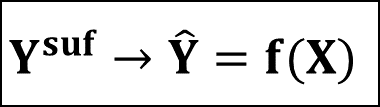 Y^suf → Ŷ = f(X)